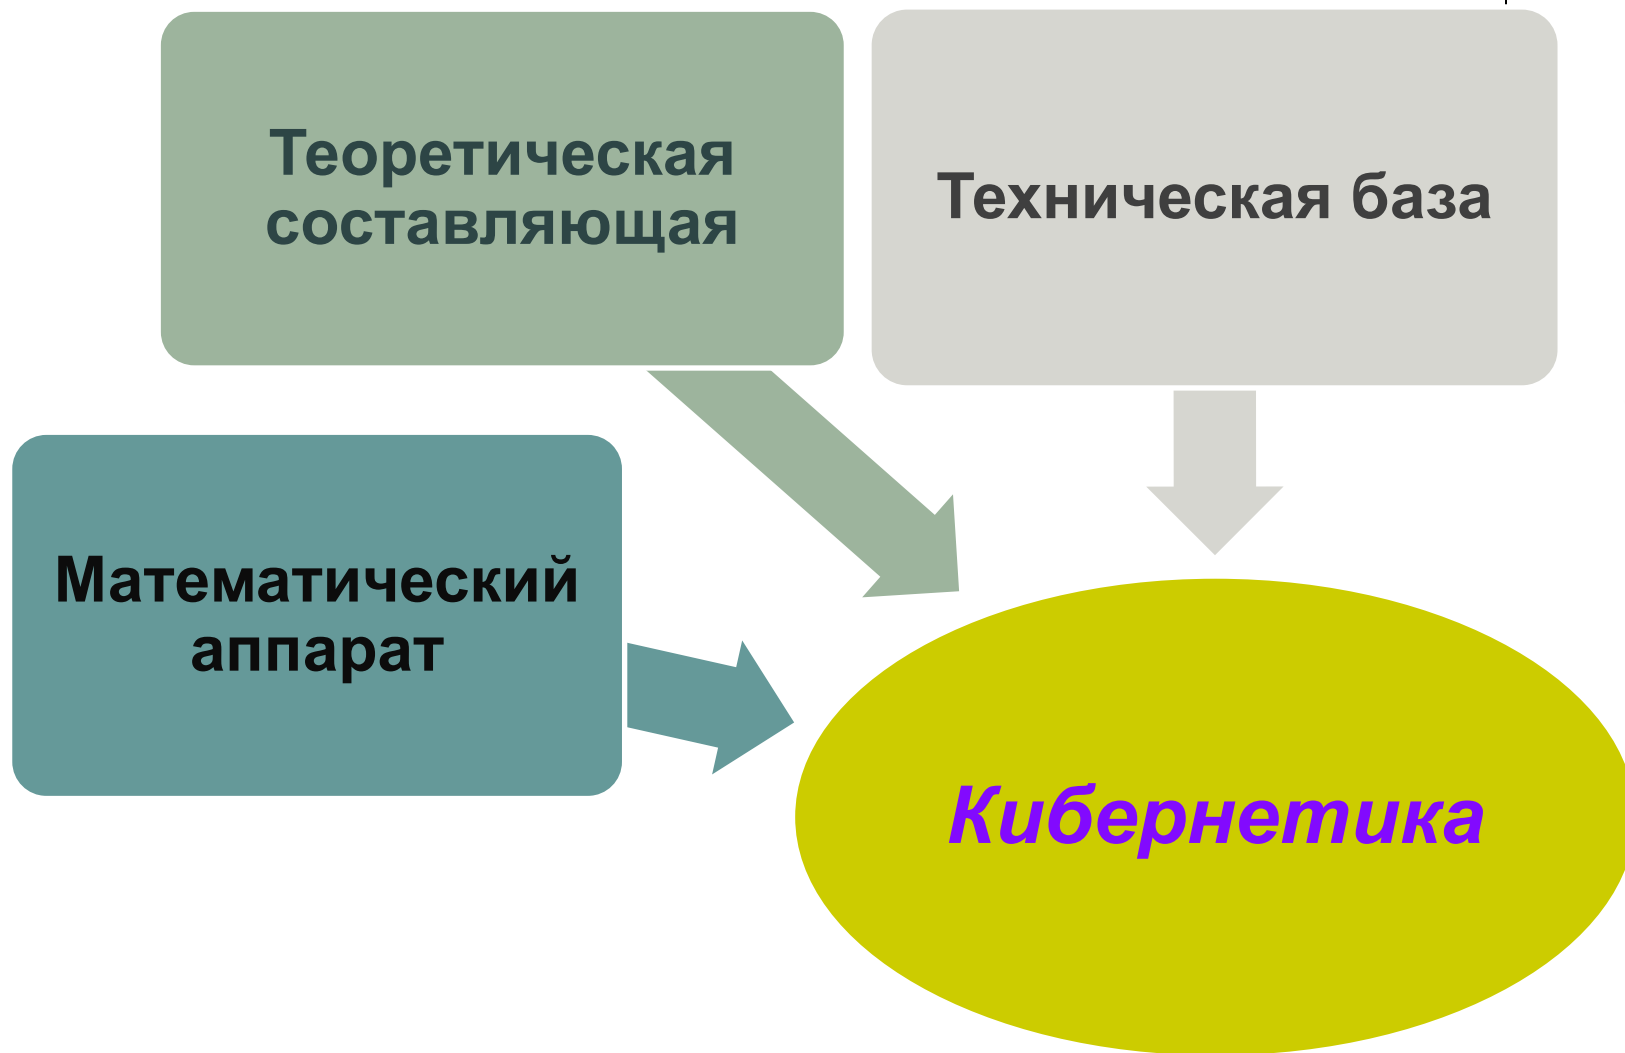 Теоретическая
составляющая
Техническая база
Математический
аппарат
Кибернетика